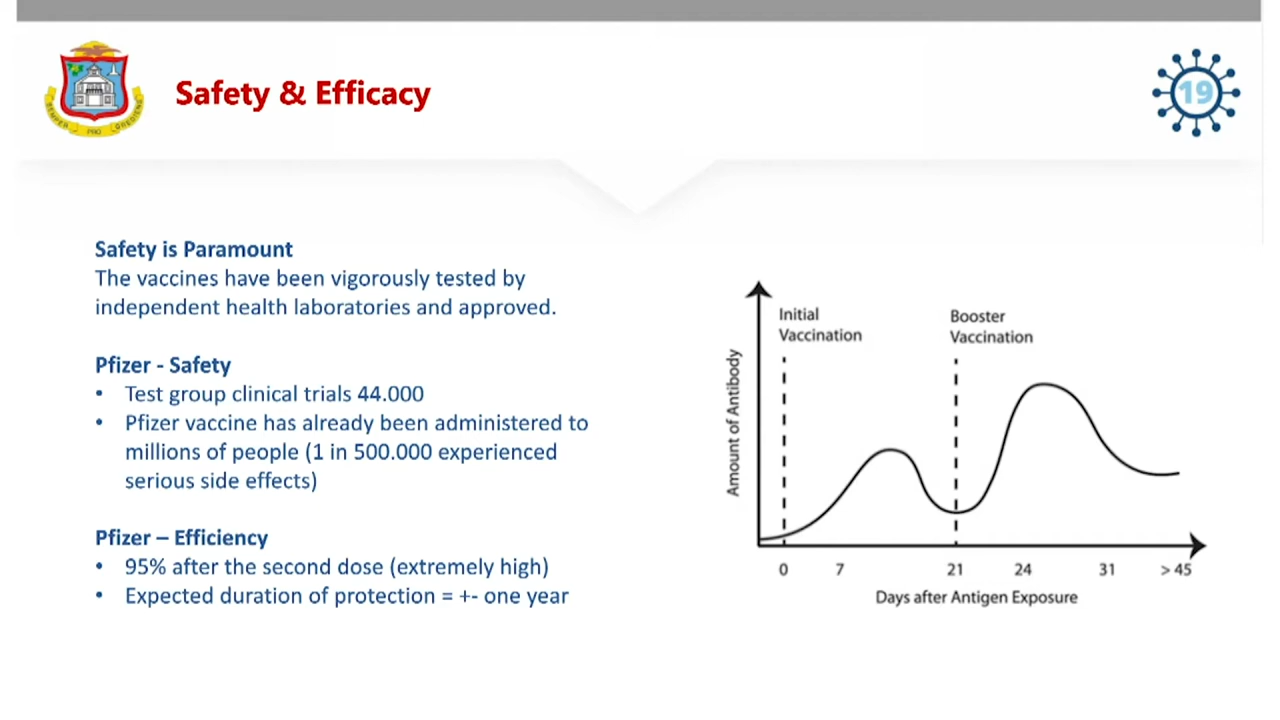 SEMPER PRO GREDIENS
Safety & Efficacy
19
Safety is Paramount
The vaccines have been vigorously tested by
independent health laboratories and approved.
Pfizer - Safety
• Test group clinical trials 44.000
• Pfizer vaccine has already been administered to
millions of people (1 in 500.000 experienced
serious side effects)
Pfizer – Efficiency
• 95% after the second dose (extremely high)
• Expected duration of protection = +- one year
Initial
Vaccination
Booster
Vaccination
Amount of Antibody
0 7 21 24 31 > 45
Days after Antigen Exposure